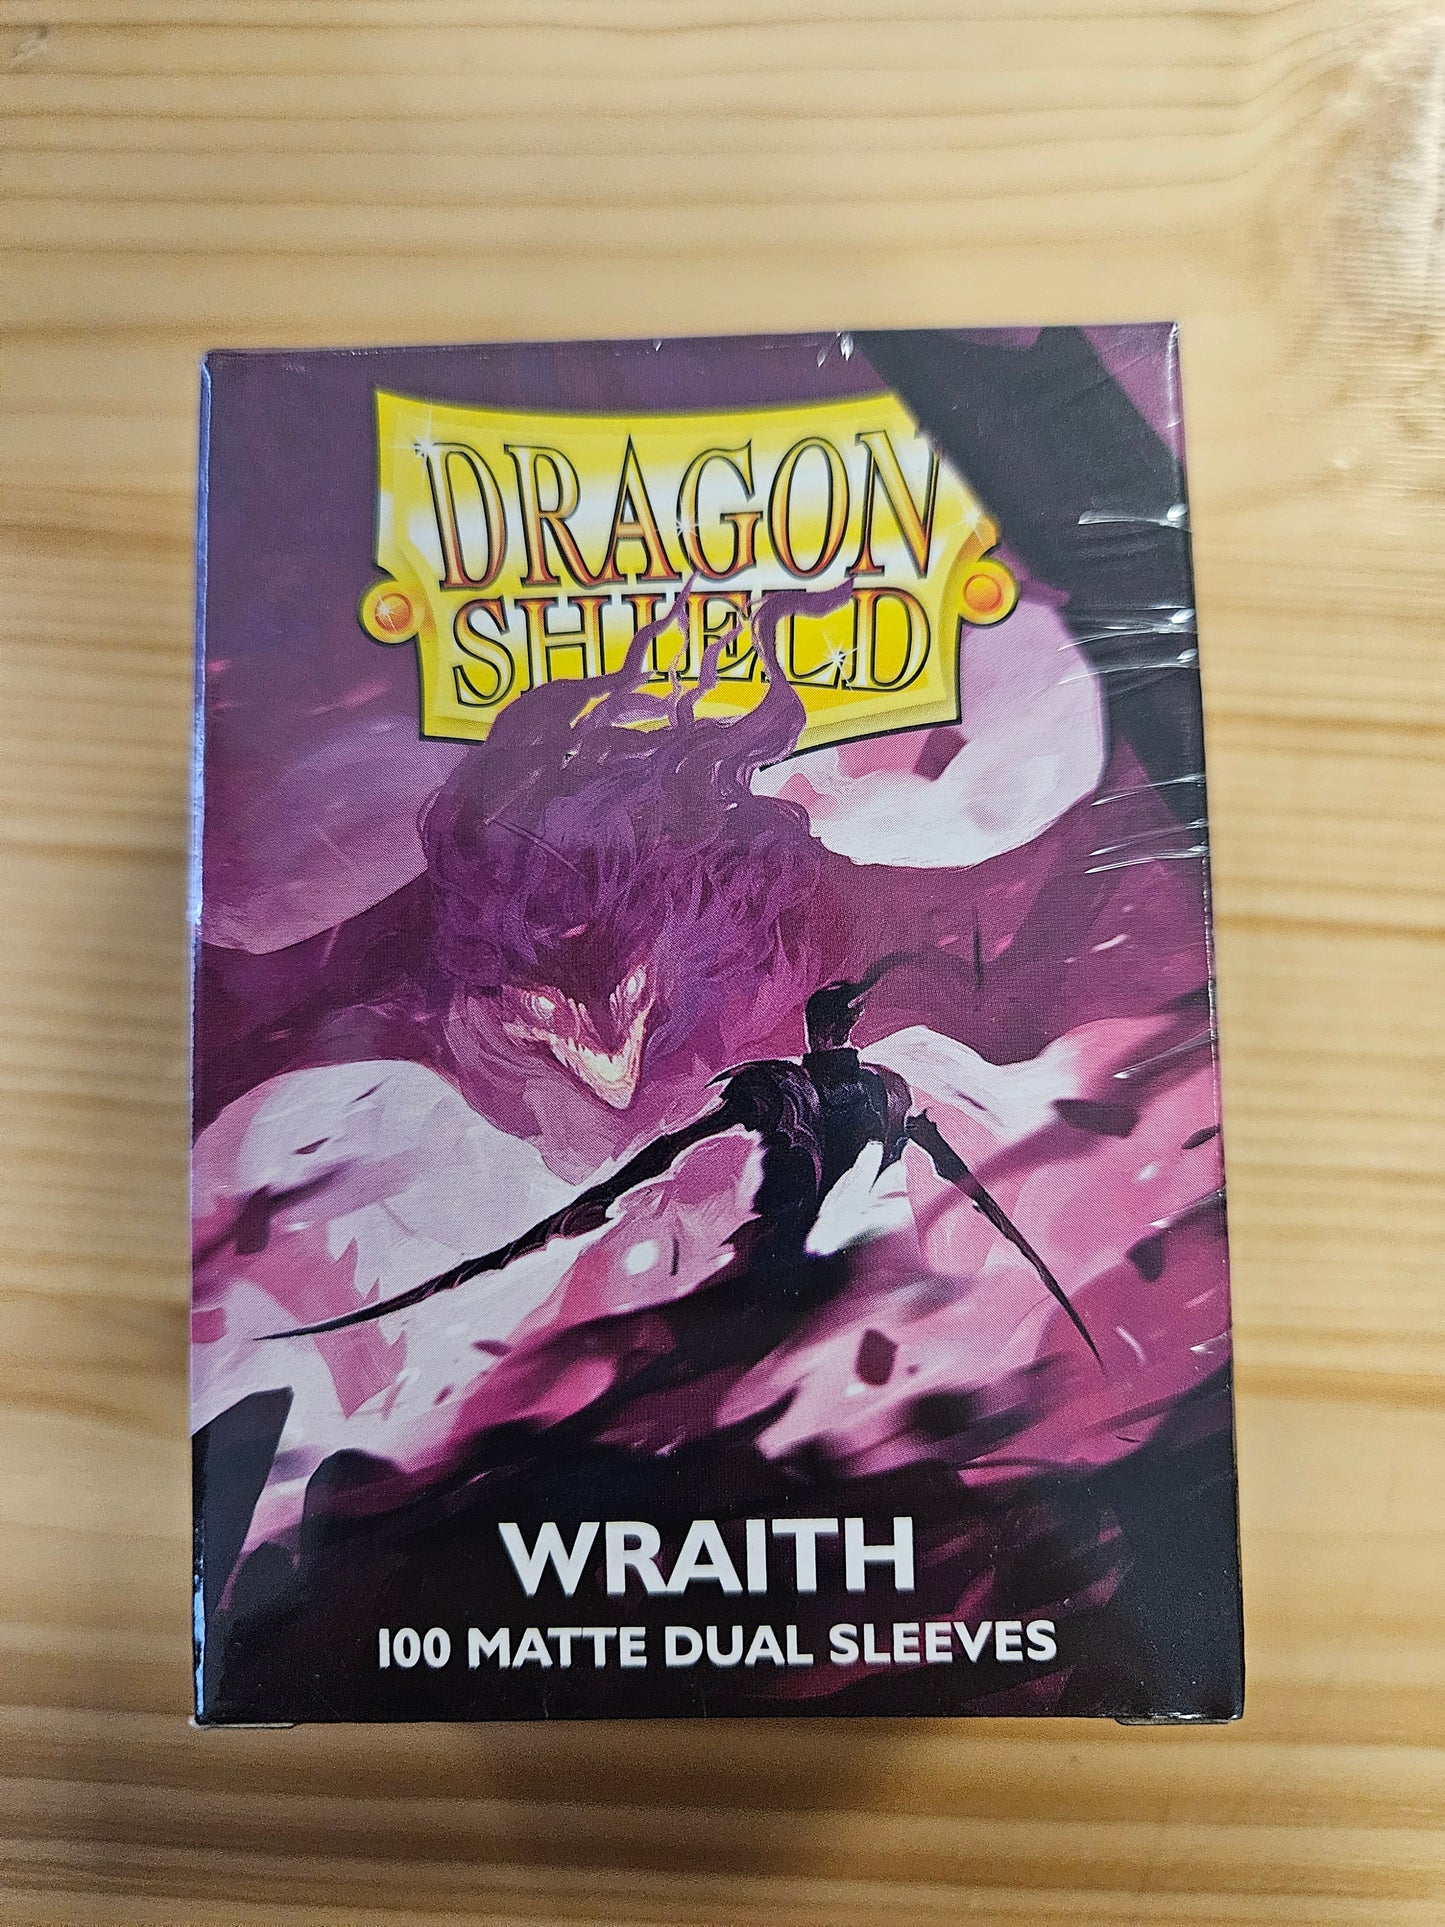 DRAGON
SHIELD
WRAITH
100 MATTE DUAL SLEEVES